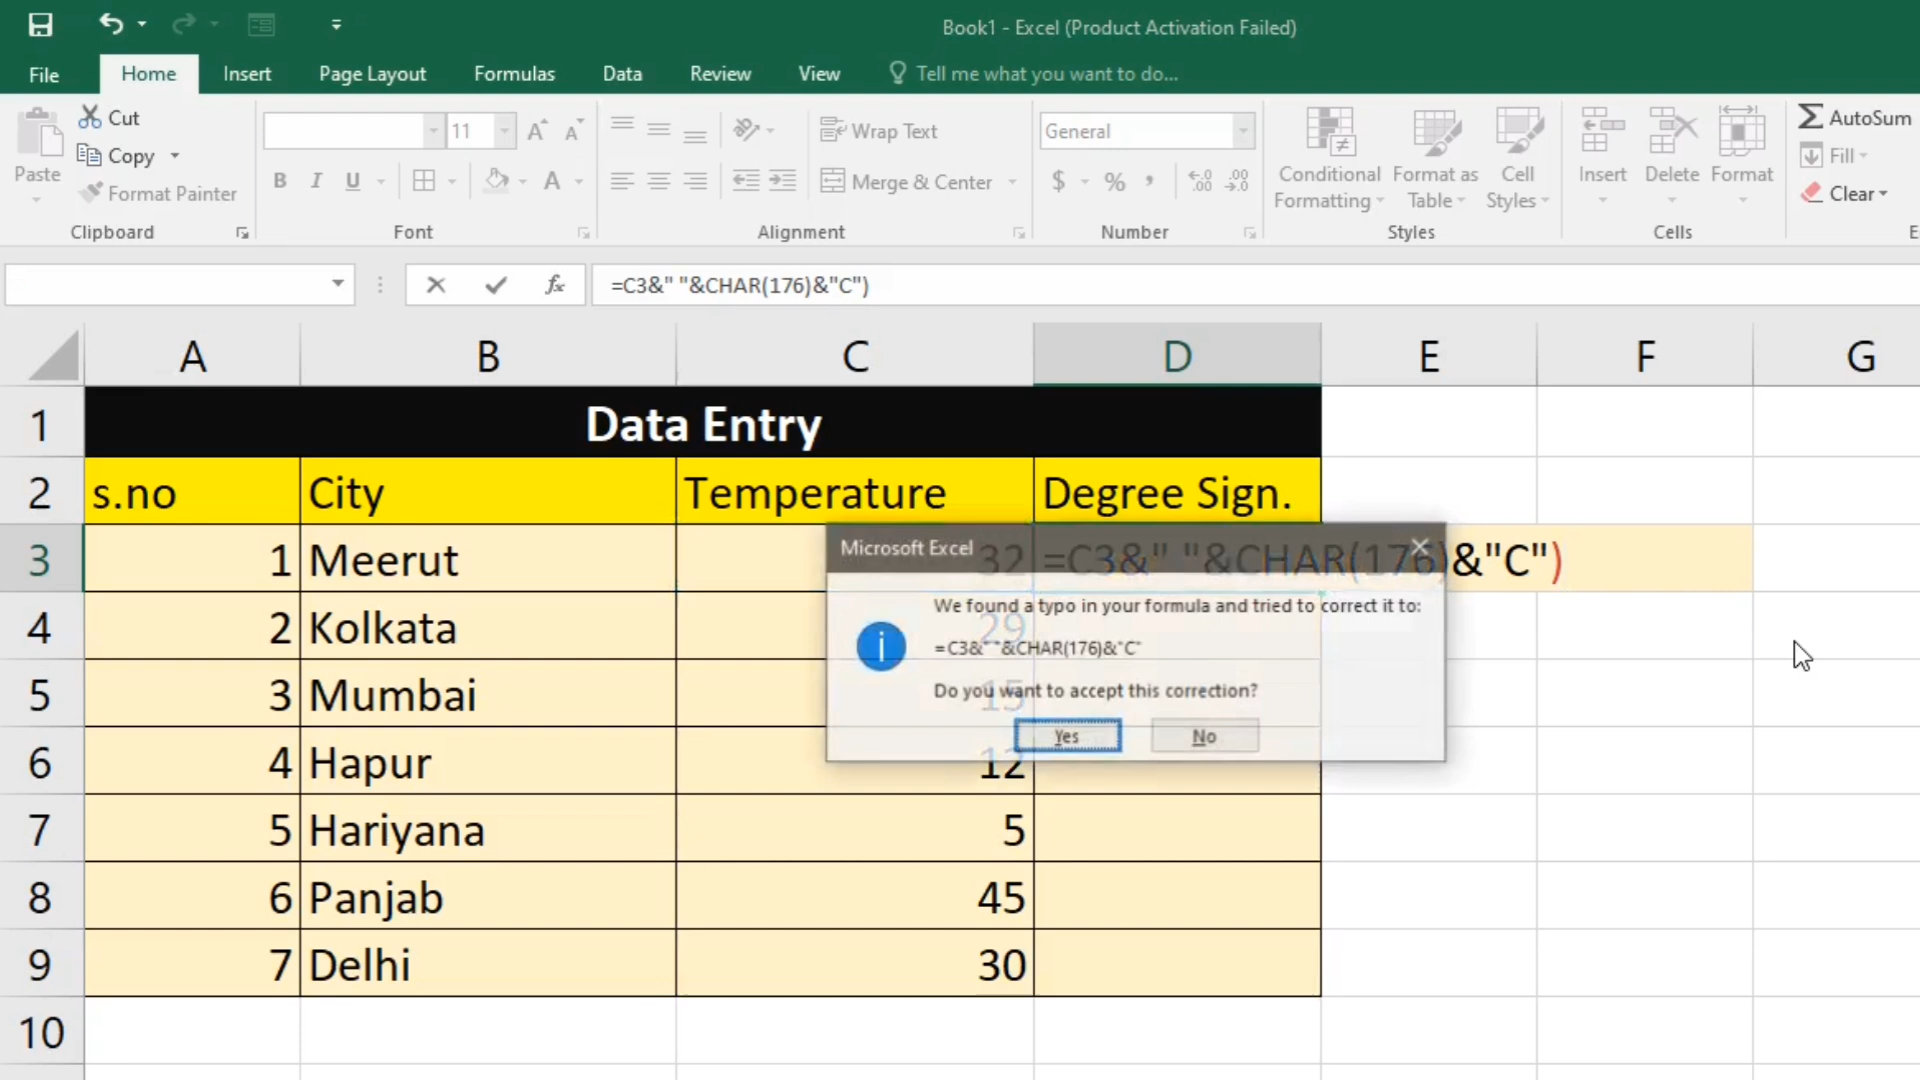 Book1 - Excel (Product Activation Failed)
File Home Insert Page Layout Formulas Data Review View Tell me what you want to do...
Paste
Cut
Copy
Format Painter
Clipboard
11
B I U
Font
Wrap Text
Merge & Center
Alignment
General
$ % ,
Number
Conditional Formatting
Format as Table
Cell Styles
Styles
Insert
Delete
Format
Cells
AutoSum
Fill
Clear
fx
=C3&" "&CHAR(176)&"C")
A B C D E F G
1 Data Entry
2 s.no City Temperature Degree Sign.
3 1 Meerut 32 =C3&" "&CHAR(176)&"C")
4 2 Kolkata 29
5 3 Mumbai 15
6 4 Hapur 12
7 5 Hariyana 5
8 6 Panjab 45
9 7 Delhi 30
10
Microsoft Excel
We found a typo in your formula and tried to correct it to:
=C3&" "&CHAR(176)&"C"
Do you want to accept this correction?
Yes No